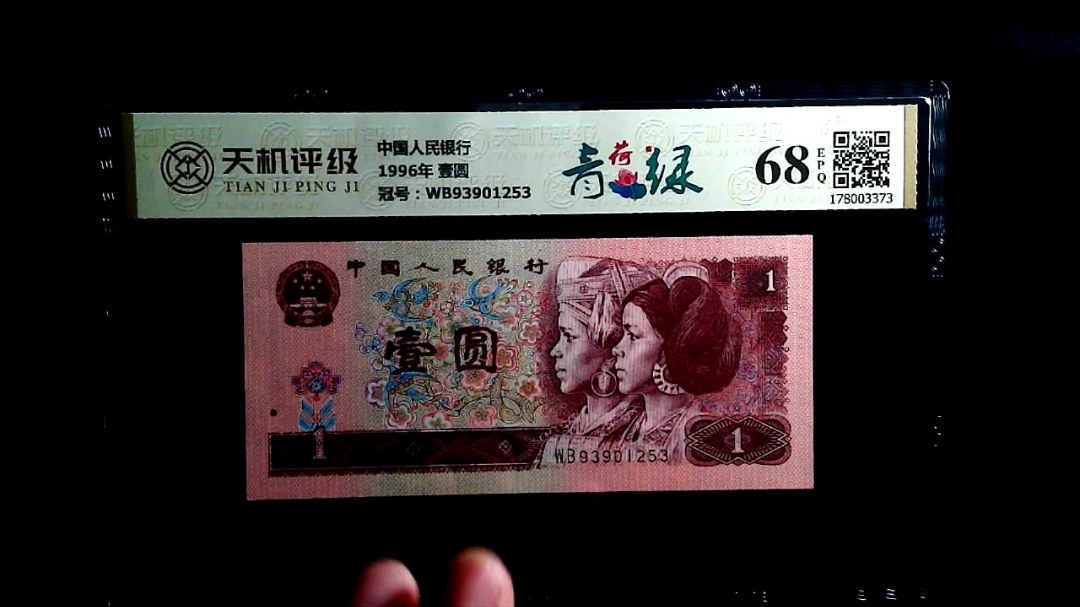 天机评级
TIAN JI PING JI
中国人民银行
1996年 壹圆
冠号：WB93901253
青荷绿
68
EPQ
178003373
中国人民银行
壹圆
1
1
1
WB93901253